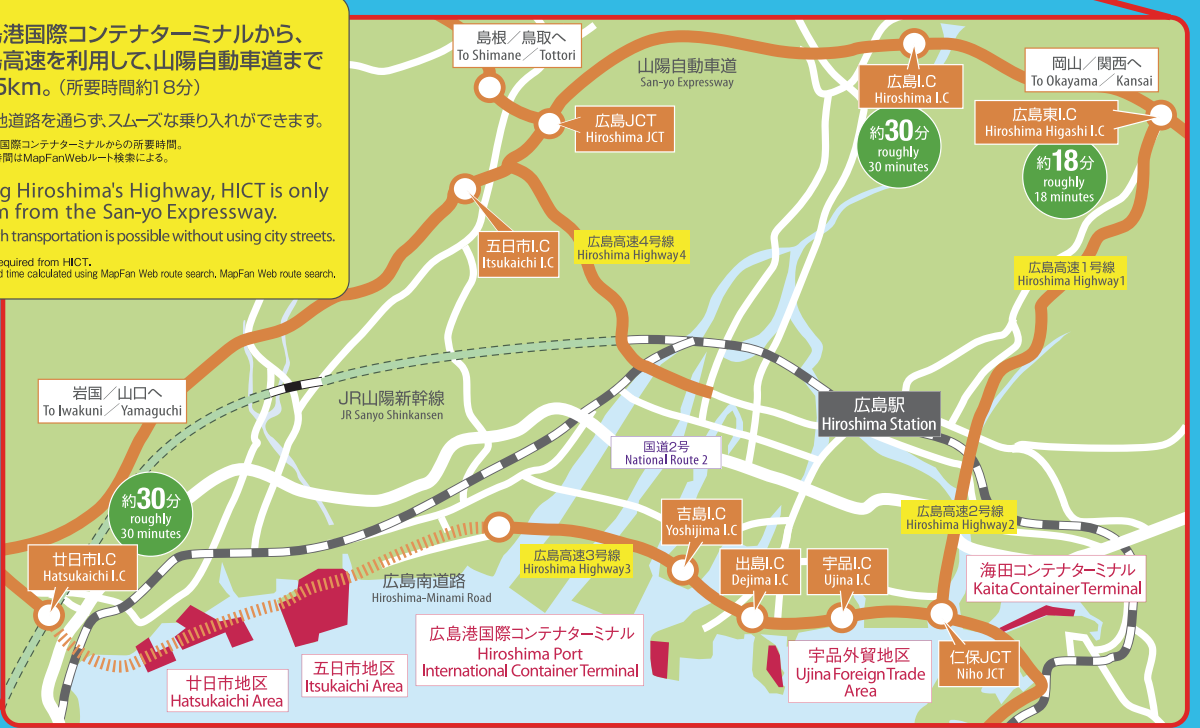 港国際コンテナターミナルから、
高速を利用して、山陽自動車道まで
5km。(所要時間約18分)
道路を通らず、スムーズな乗り入れができます。
国際コンテナターミナルからの所要時間。
時間はMapFanWebルート検索による。
Hiroshima's Highway, HICT is only
from the San-yo Expressway.
transportation is possible without using city streets.
required from HICT.
time calculated using MapFan Web route search, MapFan Web route search.
島根／鳥取へ
To Shimane／Tottori
山陽自動車道
San-yo Expressway
広島I.C
Hiroshima I.C
岡山／関西へ
To Okayama／Kansai
広島東I.C
Hiroshima Higashi I.C
広島JCT
Hiroshima JCT
約30分
roughly
30 minutes
約18分
roughly
18 minutes
五日市I.C
Itsukaichi I.C
広島高速4号線
Hiroshima Highway4
広島高速1号線
Hiroshima Highway1
岩国／山口へ
To Iwakuni／Yamaguchi
JR山陽新幹線
JR Sanyo Shinkansen
広島駅
Hiroshima Station
国道2号
National Route 2
約30分
roughly
30 minutes
吉島I.C
Yoshijima I.C
広島高速2号線
Hiroshima Highway2
廿日市I.C
Hatsukaichi I.C
広島高速3号線
Hiroshima Highway3
出島I.C
Dejima I.C
宇品I.C
Ujina I.C
海田コンテナターミナル
Kaita Container Terminal
広島南道路
Hiroshima-Minami Road
広島港国際コンテナターミナル
Hiroshima Port
International Container Terminal
宇品外貿地区
Ujina Foreign Trade
Area
仁保JCT
Niho JCT
五日市地区
Itsukaichi Area
廿日市地区
Hatsukaichi Area